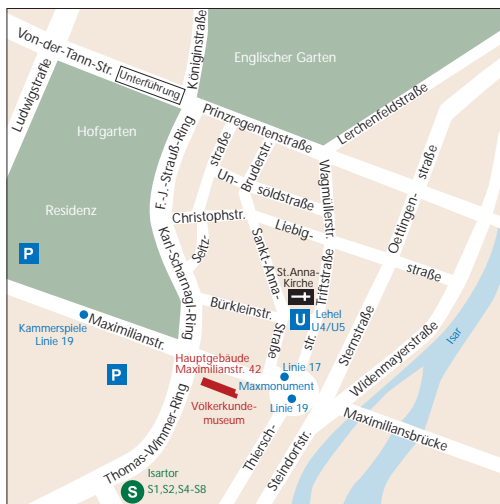 Königinstr.
Englischer Garten
Von-der-Tann-Str.
Unterführung
Ludwigstraße
Lerchenfeldstraße
Prinzregentenstraße
Hofgarten
F.-J.-Strauß-Ring
Seitz-
straße
Bruderstr.
Un-
söldstraße
Wagmüllerstr.
Oettingen-
straße
Residenz
Christophstr.
Liebig-
straße
P
Karl-Scharnagl-Ring
Sankt-Anna-
Straße
St.Anna-
Kirche
Triftstraße
Bürkleinstr.
U
Lehel
U4/U5
Sternstraße
Isar
Kammerspiele
Linie 19
Maximilianstr.
Widenmayerstraße
P
Hauptgebäude
Maximilianstr. 42
Linie 17
Maxmonument
Linie 19
Völkerkunde-
museum
Maximiliansbrücke
Thomas-Wimmer-Ring
Thiersch-
str.
Steindorfstr.
Isartor
S
S1,S2,S4-S8